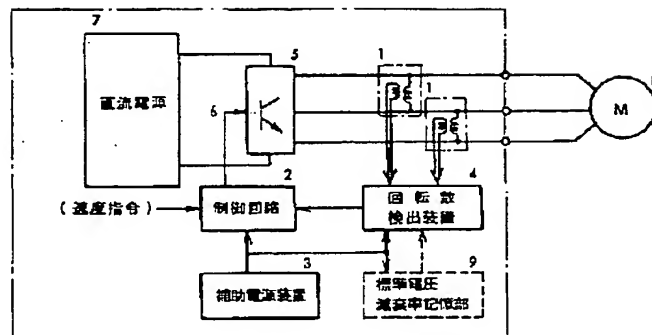 7
5
1
1
直流電源
6
M
2
4
(速度指令)
制御回路
回転数
検出装置
3
9
補助電源装置
標準電圧
減衰率記憶部